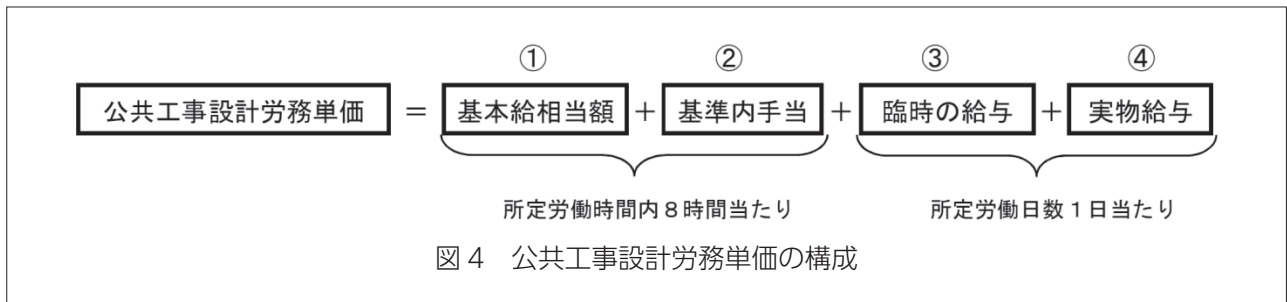 ① ② ③ ④
公共工事設計労務単価 = 基本給相当額 + 基準内手当 + 臨時の給与 + 実物給与
所定労働時間内8時間当たり 所定労働日数1日当たり
図4 公共工事設計労務単価の構成